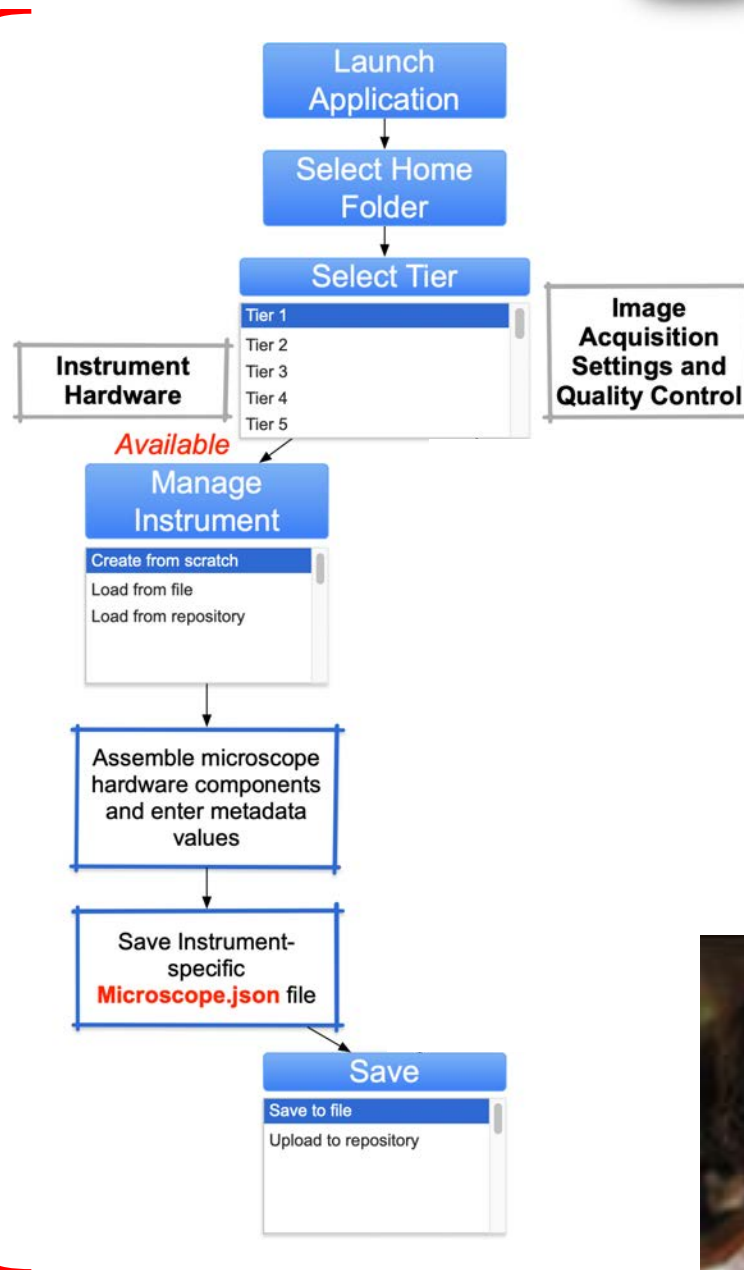 Launch
Application
Select Home
Folder
Select Tier
Tier 1
Tier 2
Tier 3
Tier 4
Tier 5
Instrument
Hardware
Image
Acquisition
Settings and
Quality Control
Available
Manage
Instrument
Create from scratch
Load from file
Load from repository
Assemble microscope
hardware components
and enter metadata
values
Save Instrument-
specific
Microscope.json file
Save
Save to file
Upload to repository